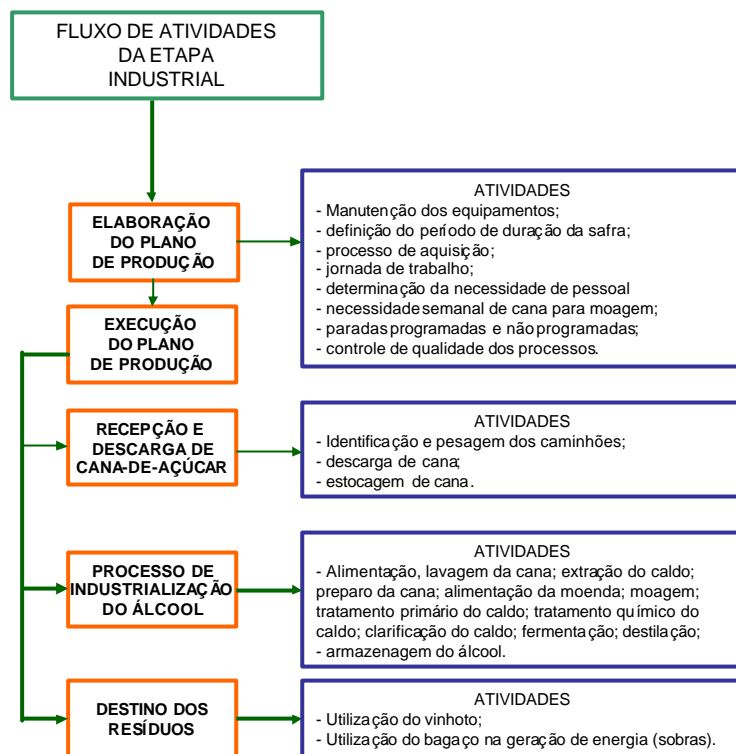 FLUXO DE ATIVIDADES
DA ETAPA
INDUSTRIAL
ELABORAÇÃO
DO PLANO
DE PRODUÇÃO
ATIVIDADES
- Manutenção dos equipamentos;
- definição do período de duração da safra;
- processo de aquisição;
- jornada de trabalho;
- determinação da necessidade de pessoal
- necessidade semanal de cana para moagem;
- paradas programadas e não programadas;
- controle de qualidade dos processos.
EXECUÇÃO
DO PLANO
DE PRODUÇÃO
RECEPÇÃO E
DESCARGA DE
CANA-DE-AÇÚCAR
ATIVIDADES
- Identificação e pesagem dos caminhões;
- descarga de cana;
- estocagem de cana.
PROCESSO DE
INDUSTRIALIZAÇÃO
DO ÁLCOOL
ATIVIDADES
- Alimentação, lavagem da cana; extração do caldo;
preparo da cana; alimentação da moenda; moagem;
tratamento primário do caldo; tratamento químico do
caldo; clarificação do caldo; fermentação; destilação;
- armazenagem do álcool.
DESTINO DOS
RESÍDUOS
ATIVIDADES
- Utilização do vinhoto;
- Utilização do bagaço na geração de energia (sobras).